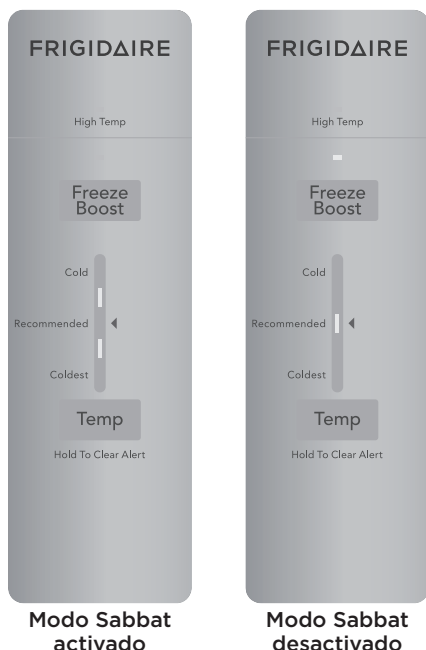 FRIGIDAIRE
High Temp
Freeze
Boost
Cold
Recommended
Coldest
Temp
Hold To Clear Alert
Modo Sabbat
activado
FRIGIDAIRE
High Temp
Freeze
Boost
Cold
Recommended
Coldest
Temp
Hold To Clear Alert
Modo Sabbat
desactivado